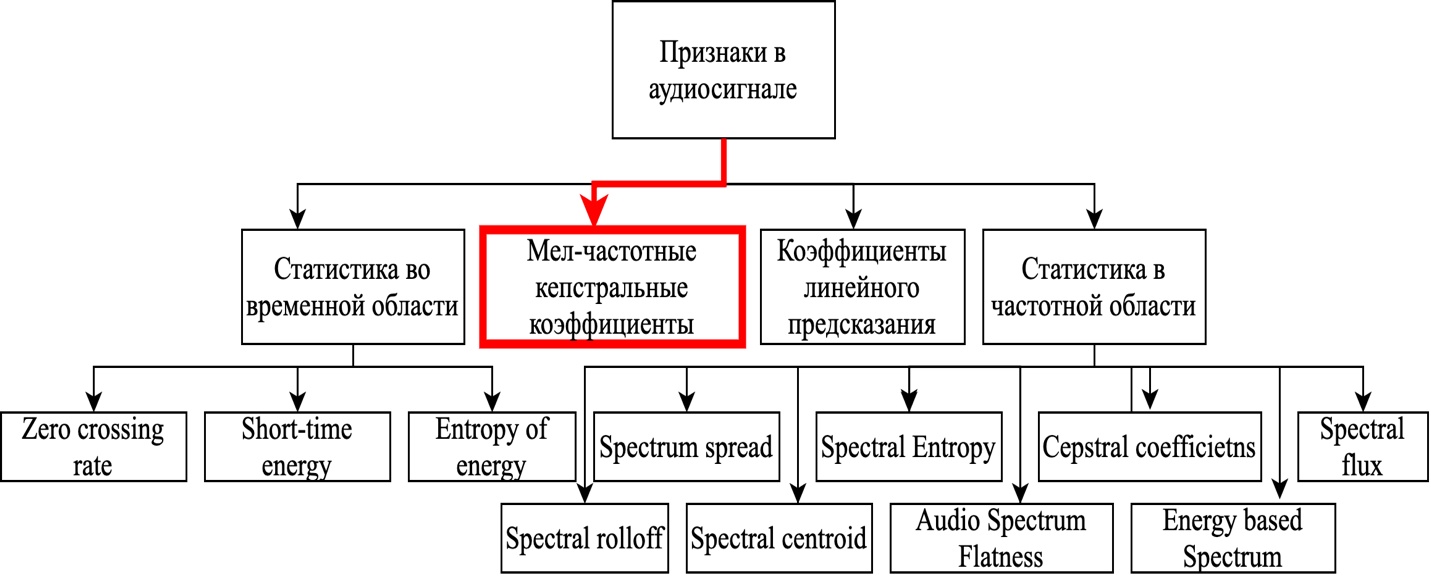 Признаки в
аудиосигнале
Статистика во
временной области
Мел-частотные
кепстральные
коэффициенты
Коэффициенты
линейного
предсказания
Статистика в
частотной области
Zero crossing
rate
Short-time
energy
Entropy of
energy
Spectrum spread
Spectral Entropy
Cepstral coefficietns
Spectral
flux
Spectral rolloff
Spectral centroid
Audio Spectrum
Flatness
Energy based
Spectrum